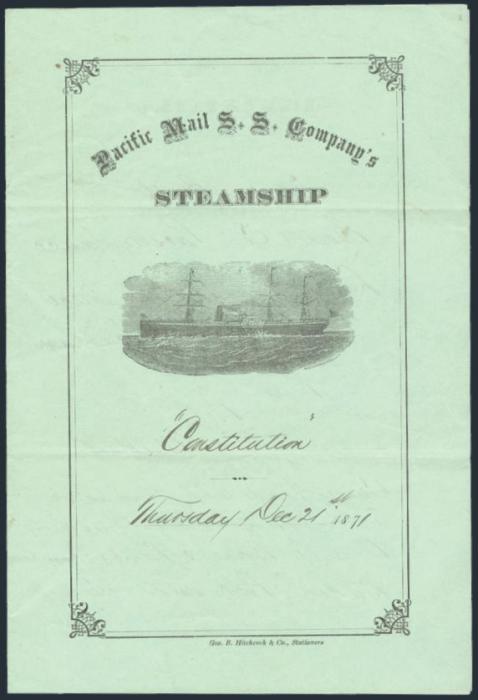 Pacific Mail S. S. Company's
STEAMSHIP
"Constitution"
Thursday Dec 21st 1871
Geo. B. Hitchcock & Co., Stationers